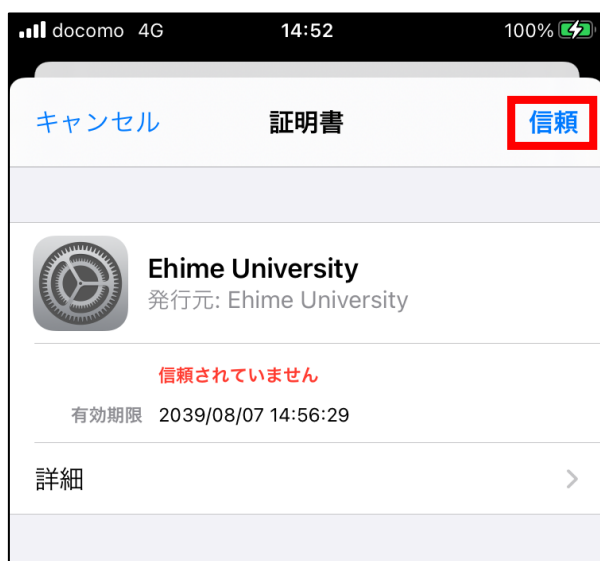 docomo 4G 14:52 100%
キャンセル 証明書 信頼
Ehime University
発行元: Ehime University
信頼されていません
有効期限 2039/08/07 14:56:29
詳細